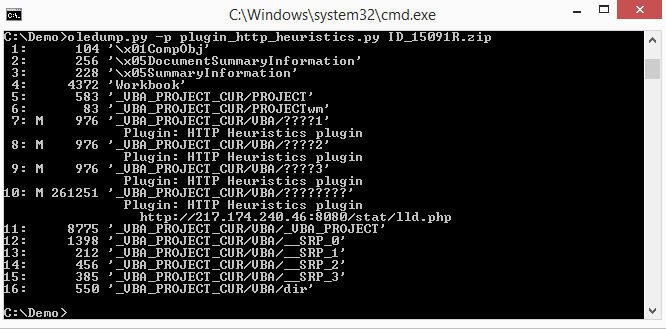 C:\Windows\system32\cmd.exe
C:\Demo>oledump.py -p plugin_http_heuristics.py ID_15091R.zip
1: 104 '\x01CompObj'
2: 256 '\x05DocumentSummaryInformation'
3: 228 '\x05SummaryInformation'
4: 4372 'Workbook'
5: 583 '_VBA_PROJECT_CUR/PROJECT'
6: 83 '_VBA_PROJECT_CUR/PROJECTwm'
7: M 976 '_VBA_PROJECT_CUR/VBA/????1'
Plugin: HTTP Heuristics plugin
8: M 976 '_VBA_PROJECT_CUR/VBA/????2'
Plugin: HTTP Heuristics plugin
9: M 976 '_VBA_PROJECT_CUR/VBA/????3'
Plugin: HTTP Heuristics plugin
10: M 261251 '_VBA_PROJECT_CUR/VBA/????????'
Plugin: HTTP Heuristics plugin
http://217.174.240.46:8080/stat/lld.php
11: 8775 '_VBA_PROJECT_CUR/VBA/_VBA_PROJECT'
12: 1398 '_VBA_PROJECT_CUR/VBA/__SRP_0'
13: 212 '_VBA_PROJECT_CUR/VBA/__SRP_1'
14: 456 '_VBA_PROJECT_CUR/VBA/__SRP_2'
15: 385 '_VBA_PROJECT_CUR/VBA/__SRP_3'
16: 550 '_VBA_PROJECT_CUR/VBA/dir'
C:\Demo>